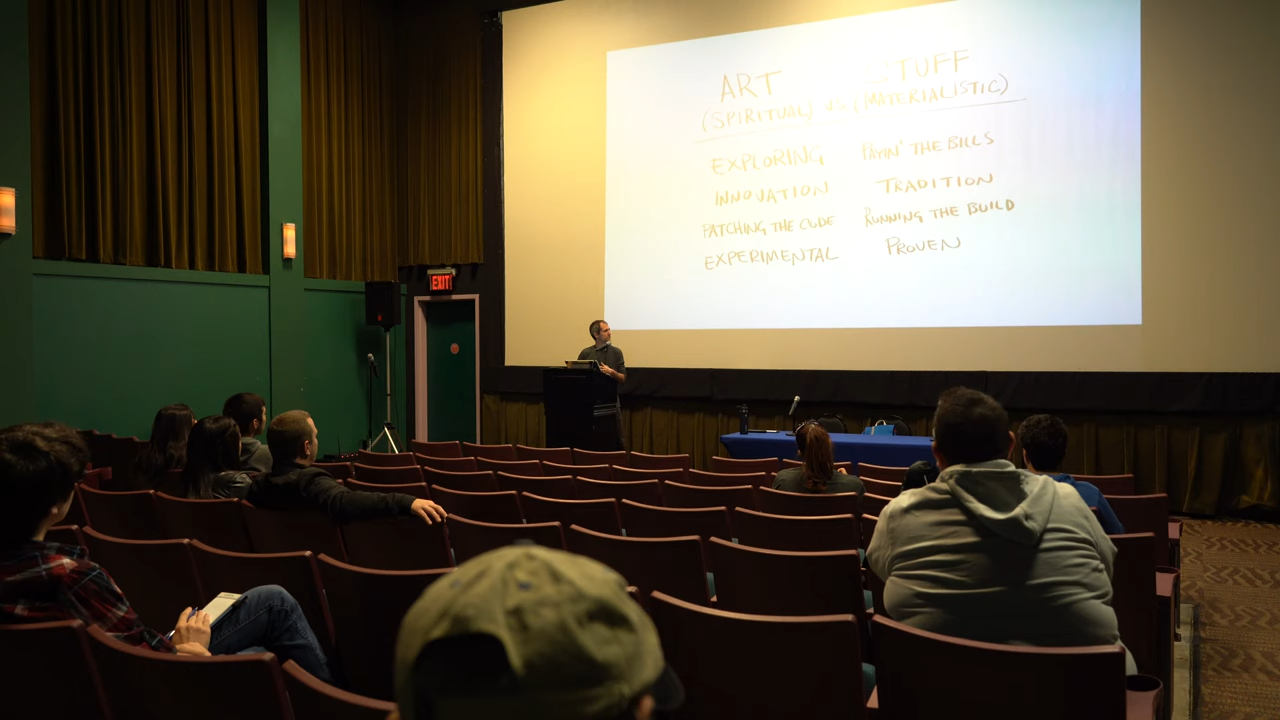 ART STUFF
(SPIRITUAL) VS (MATERIALISTIC)
EXPLORING PAYIN' THE BILLS
INNOVATION TRADITION
PATCHING THE CODE RUNNING THE BUILD
EXPERIMENTAL PROVEN
EXIT